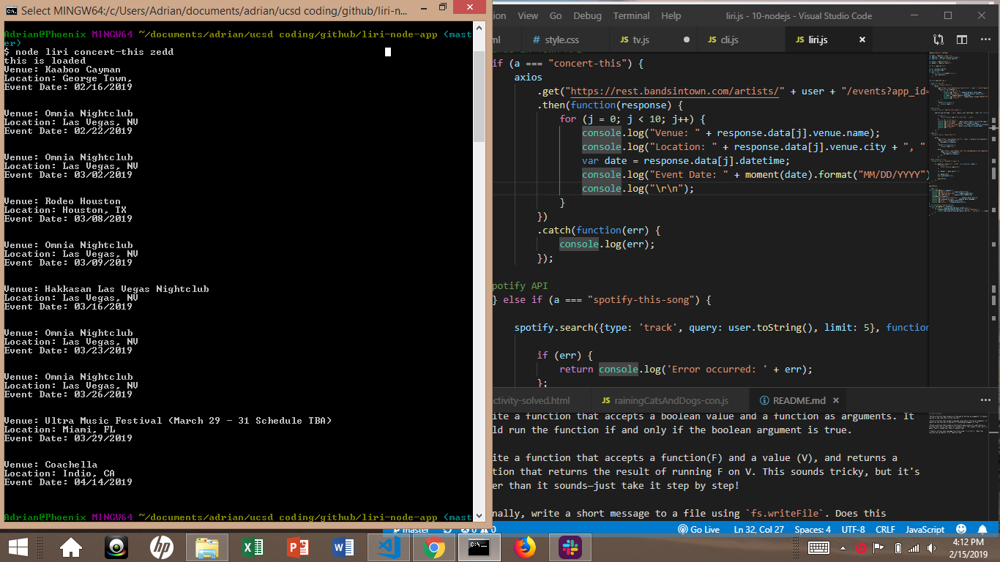 Select MINGW64:/c/Users/Adrian/documents/adrian/ucsd coding/github/liri-n...
Adrian@Phoenix MINGW64 ~/documents/adrian/ucsd coding/github/liri-node-app (mast
er)
$ node liri concert-this zedd
this is loaded
Venue: Kaaboo Cayman
Location: George Town,
Event Date: 02/16/2019
Venue: Omnia Nightclub
Location: Las Vegas, NV
Event Date: 02/22/2019
Venue: Omnia Nightclub
Location: Las Vegas, NV
Event Date: 03/02/2019
Venue: Rodeo Houston
Location: Houston, TX
Event Date: 03/08/2019
Venue: Omnia Nightclub
Location: Las Vegas, NV
Event Date: 03/09/2019
Venue: Hakkasan Las Vegas Nightclub
Location: Las Vegas, NV
Event Date: 03/16/2019
Venue: Omnia Nightclub
Location: Las Vegas, NV
Event Date: 03/23/2019
Venue: Omnia Nightclub
Location: Las Vegas, NV
Event Date: 03/26/2019
Venue: Ultra Music Festival (March 29 - 31 Schedule TBA)
Location: Miami, FL
Event Date: 03/29/2019
Venue: Coachella
Location: Indio, CA
Event Date: 04/14/2019
Adrian@Phoenix MINGW64 ~/documents/adrian/ucsd coding/github/liri-node-app (mast
tion View Go Debug Terminal Help liri.js - 10-nodejs - Visual Studio Code
ml # style.css JS tv.js JS cli.js JS liri.js
if (a === "concert-this") {
axios
.get("https://rest.bandsintown.com/artists/" + user + "/events?app_id=
.then(function(response) {
for (j = 0; j < 10; j++) {
console.log("Venue: " + response.data[j].venue.name);
console.log("Location: " + response.data[j].venue.city + ", "
var date = response.data[j].datetime;
console.log("Event Date: " + moment(date).format("MM/DD/YYYY")
console.log("\r\n");
}
})
.catch(function(err) {
console.log(err);
});
potify API
} else if (a === "spotify-this-song") {
spotify.search({type: 'track', query: user.toString(), limit: 5}, function
if (err) {
return console.log('Error occurred: ' + err);
};
ctivity-solved.html JS rainingCatsAndDogs-con.js README.md
ite a function that accepts a boolean value and a function as arguments. It
ld run the function if and only if the boolean argument is true.
ite a function that accepts a function(F) and a value (V), and returns a
tion that returns the result of running F on V. This sounds tricky, but it's
er than it sounds—just take it step by step!
nally, write a short message to a file using `fs.writeFile`. Does this
master 0 0 Go Live Ln 32, Col 27 Spaces: 4 UTF-8 CRLF JavaScript
hp
C:\_
4:12 PM
2/15/2019